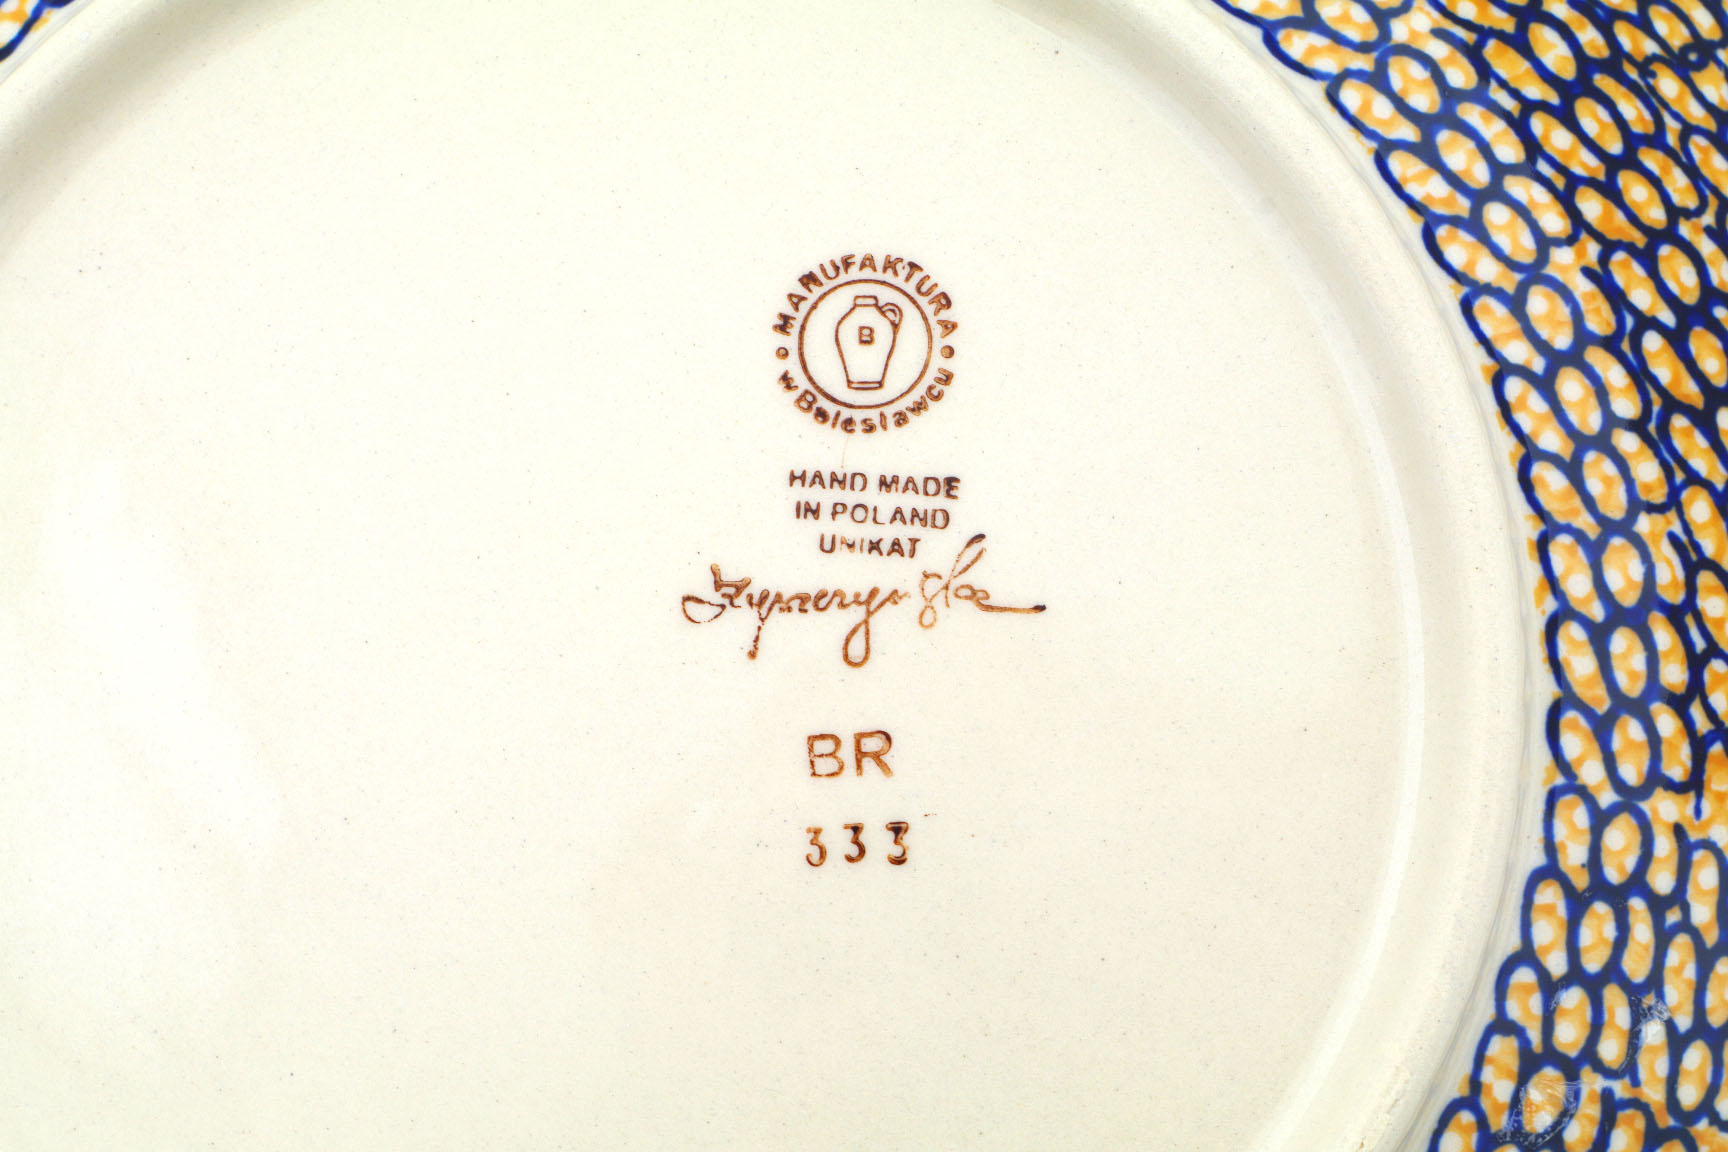 MANUFAKTURA
w Bolesławcu
B
HAND MADE
IN POLAND
UNIKAT
BR
333